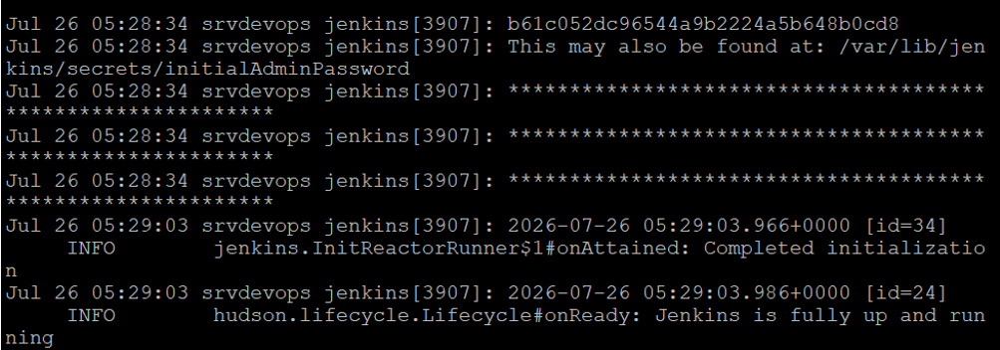 Jul 26 05:28:34 srvdevops jenkins[3907]: b61c052dc96544a9b2224a5b648b0cd8
Jul 26 05:28:34 srvdevops jenkins[3907]: This may also be found at: /var/lib/jen
kins/secrets/initialAdminPassword
Jul 26 05:28:34 srvdevops jenkins[3907]: ***************************************
**********************
Jul 26 05:28:34 srvdevops jenkins[3907]: ***************************************
**********************
Jul 26 05:28:34 srvdevops jenkins[3907]: ***************************************
**********************
Jul 26 05:29:03 srvdevops jenkins[3907]: 2026-07-26 05:29:03.966+0000 [id=34]
     INFO        jenkins.InitReactorRunner$1#onAttained: Completed initializatio
n
Jul 26 05:29:03 srvdevops jenkins[3907]: 2026-07-26 05:29:03.986+0000 [id=24]
     INFO        hudson.lifecycle.Lifecycle#onReady: Jenkins is fully up and run
ning